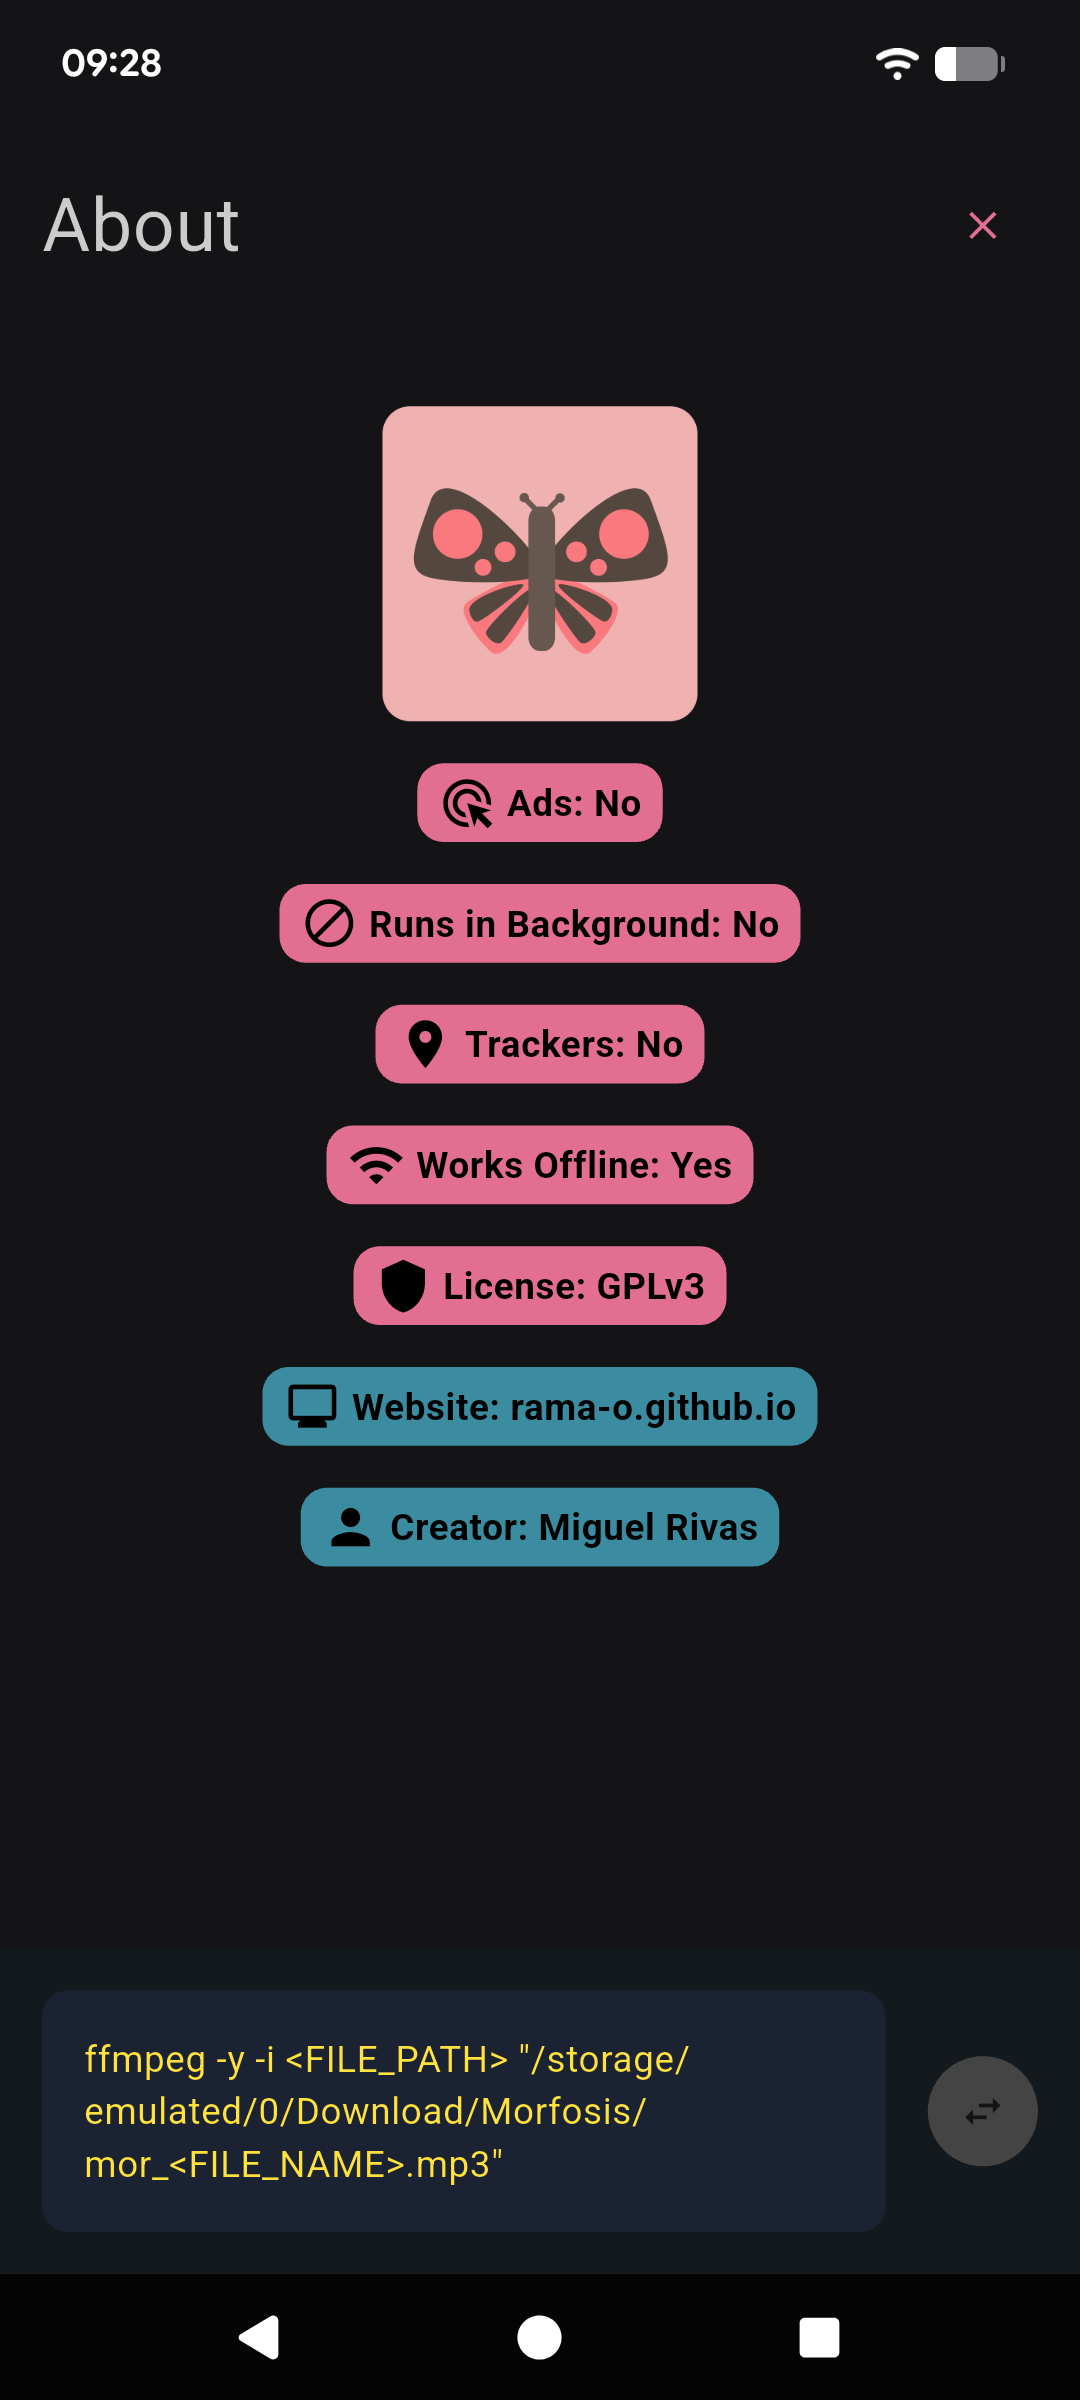 09:28
About
Ads: No
Runs in Background: No
Trackers: No
Works Offline: Yes
License: GPLv3
Website: rama-o.github.io
Creator: Miguel Rivas
ffmpeg -y -i <FILE_PATH> "/storage/
emulated/0/Download/Morfosis/
mor_<FILE_NAME>.mp3"